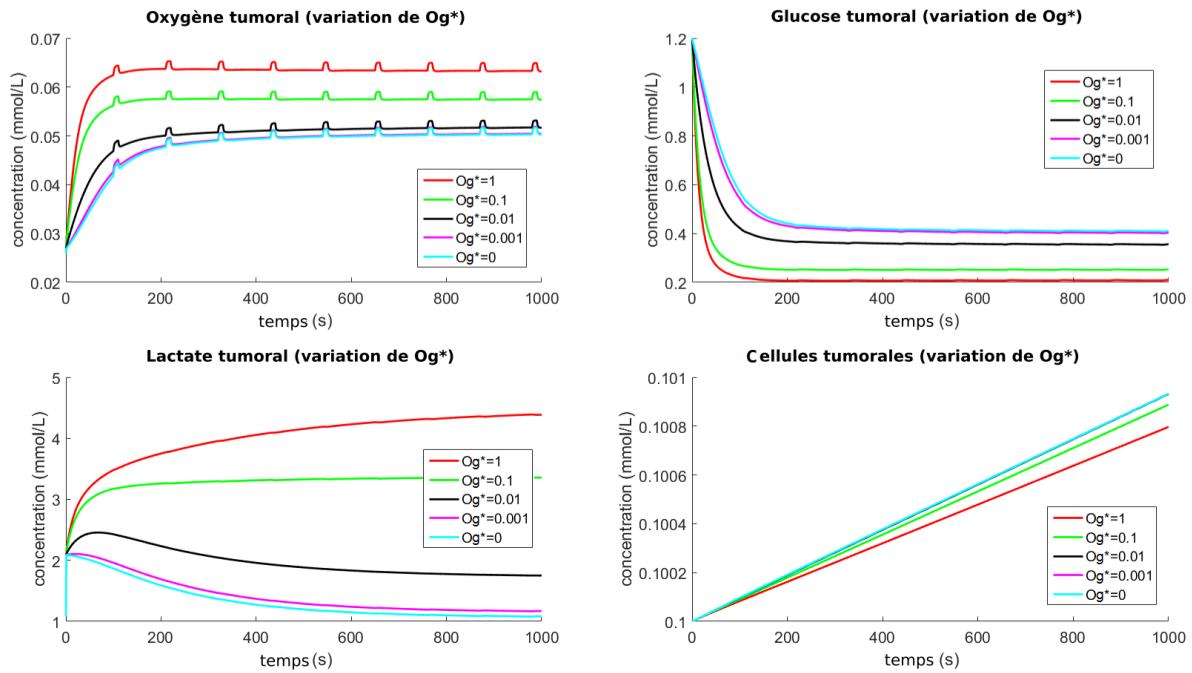 Oxygène tumoral (variation de Og*)
concentration (mmol/L)
0.07
0.06
0.05
0.04
0.03
0.02
0
200
400
600
800
1000
temps (s)
Og*=1
Og*=0.1
Og*=0.01
Og*=0.001
Og*=0
Glucose tumoral (variation de Og*)
concentration (mmol/L)
1.2
1
0.8
0.6
0.4
0.2
0
200
400
600
800
1000
temps (s)
Og*=1
Og*=0.1
Og*=0.01
Og*=0.001
Og*=0
Lactate tumoral (variation de Og*)
concentration (mmol/L)
5
4
3
2
1
0
200
400
600
800
1000
temps (s)
Og*=1
Og*=0.1
Og*=0.01
Og*=0.001
Og*=0
Cellules tumorales (variation de Og*)
concentration (mmol/L)
0.101
0.1008
0.1006
0.1004
0.1002
0.1
0
200
400
600
800
1000
temps (s)
Og*=1
Og*=0.1
Og*=0.01
Og*=0.001
Og*=0